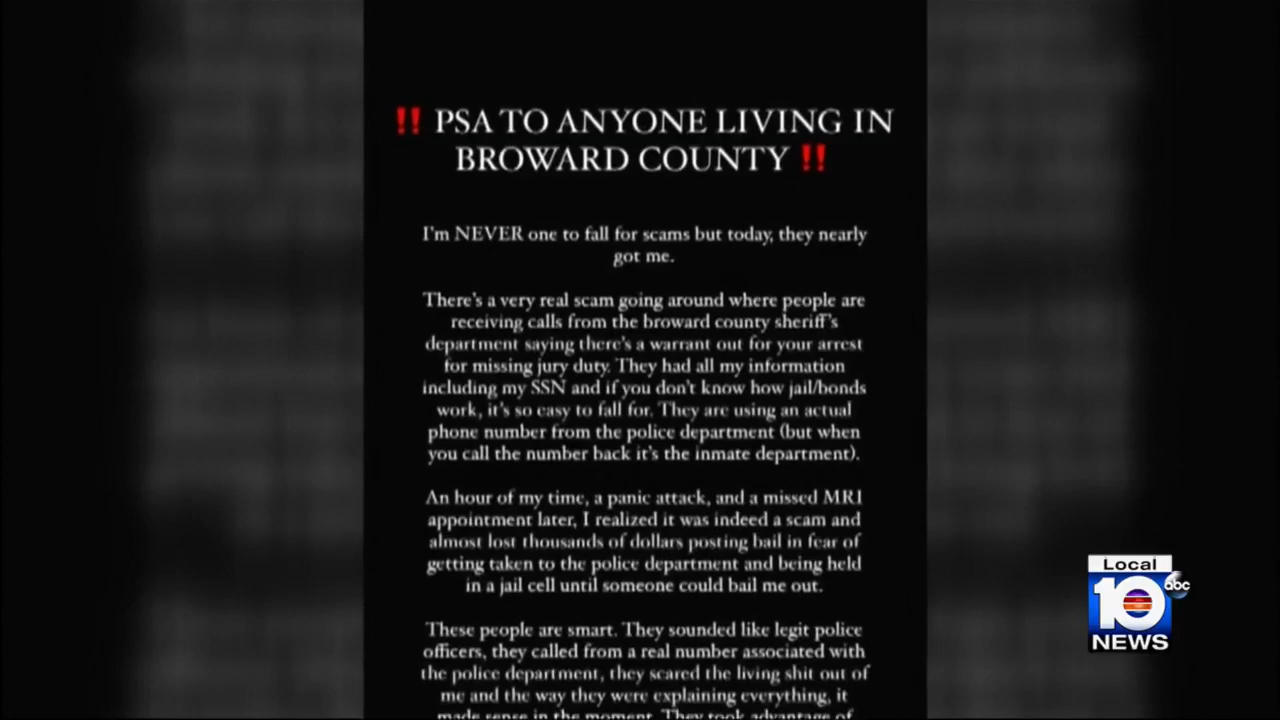 ‼ PSA TO ANYONE LIVING IN
BROWARD COUNTY ‼
I'm NEVER one to fall for scams but today, they nearly
got me.
There's a very real scam going around where people are
receiving calls from the broward county sheriff's
department saying there's a warrant out for your arrest
for missing jury duty. They had all my information
including my SSN and if you don't know how jail/bonds
work, it's so easy to fall for. They are using an actual
phone number from the police department (but when
you call the number back it's the inmate department).
An hour of my time, a panic attack, and a missed MRI
appointment later, I realized it was indeed a scam and
almost lost thousands of dollars posting bail in fear of
getting taken to the police department and being held
in a jail cell until someone could bail me out.
These people are smart. They sounded like legit police
officers, they called from a real number associated with
the police department, they scared the living shit out of
me and the way they were explaining everything, it
made sense in the moment. They took advantage of
Local
10 abc
NEWS